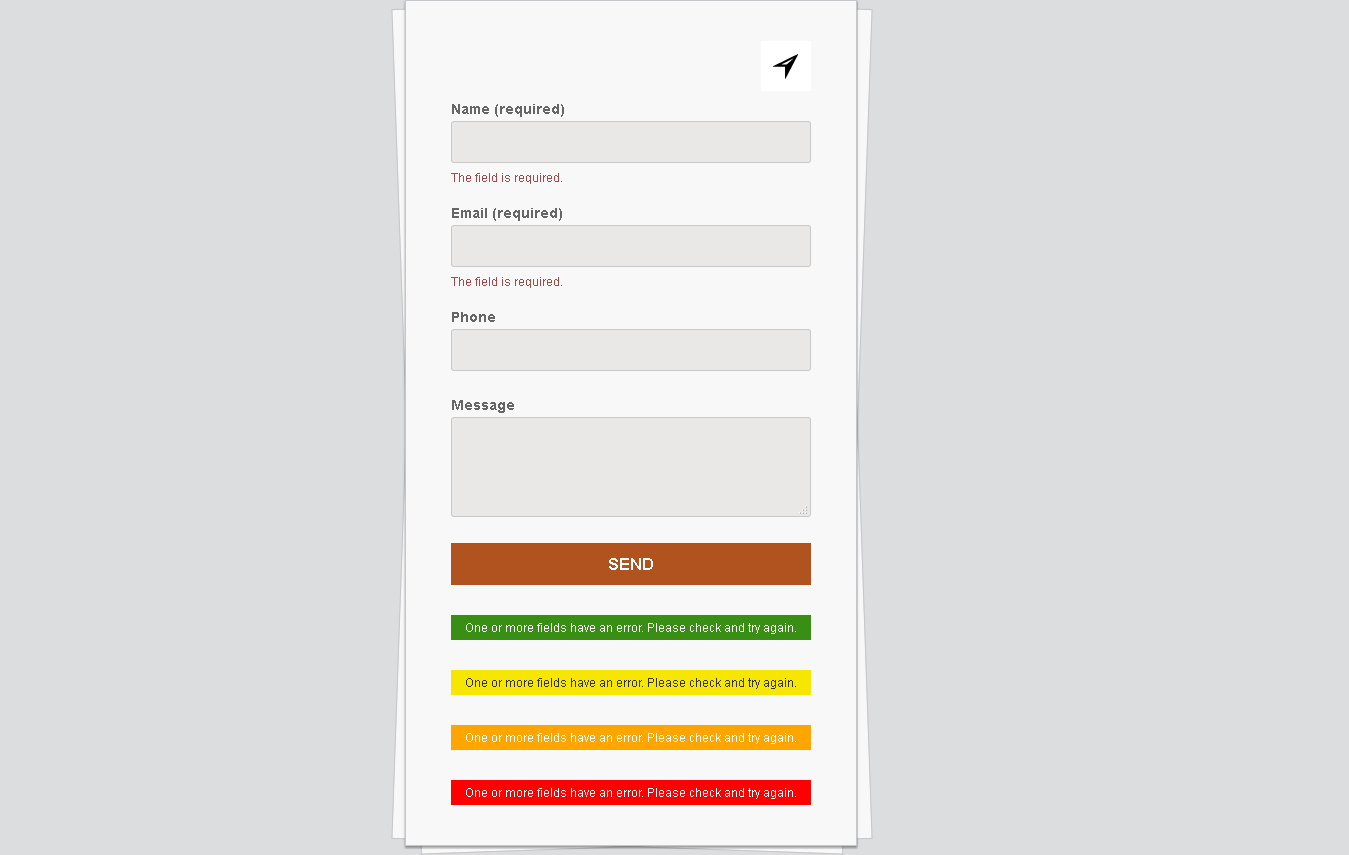 Name (required)
The field is required.
Email (required)
The field is required.
Phone
Message
SEND
One or more fields have an error. Please check and try again.
One or more fields have an error. Please check and try again.
One or more fields have an error. Please check and try again.
One or more fields have an error. Please check and try again.